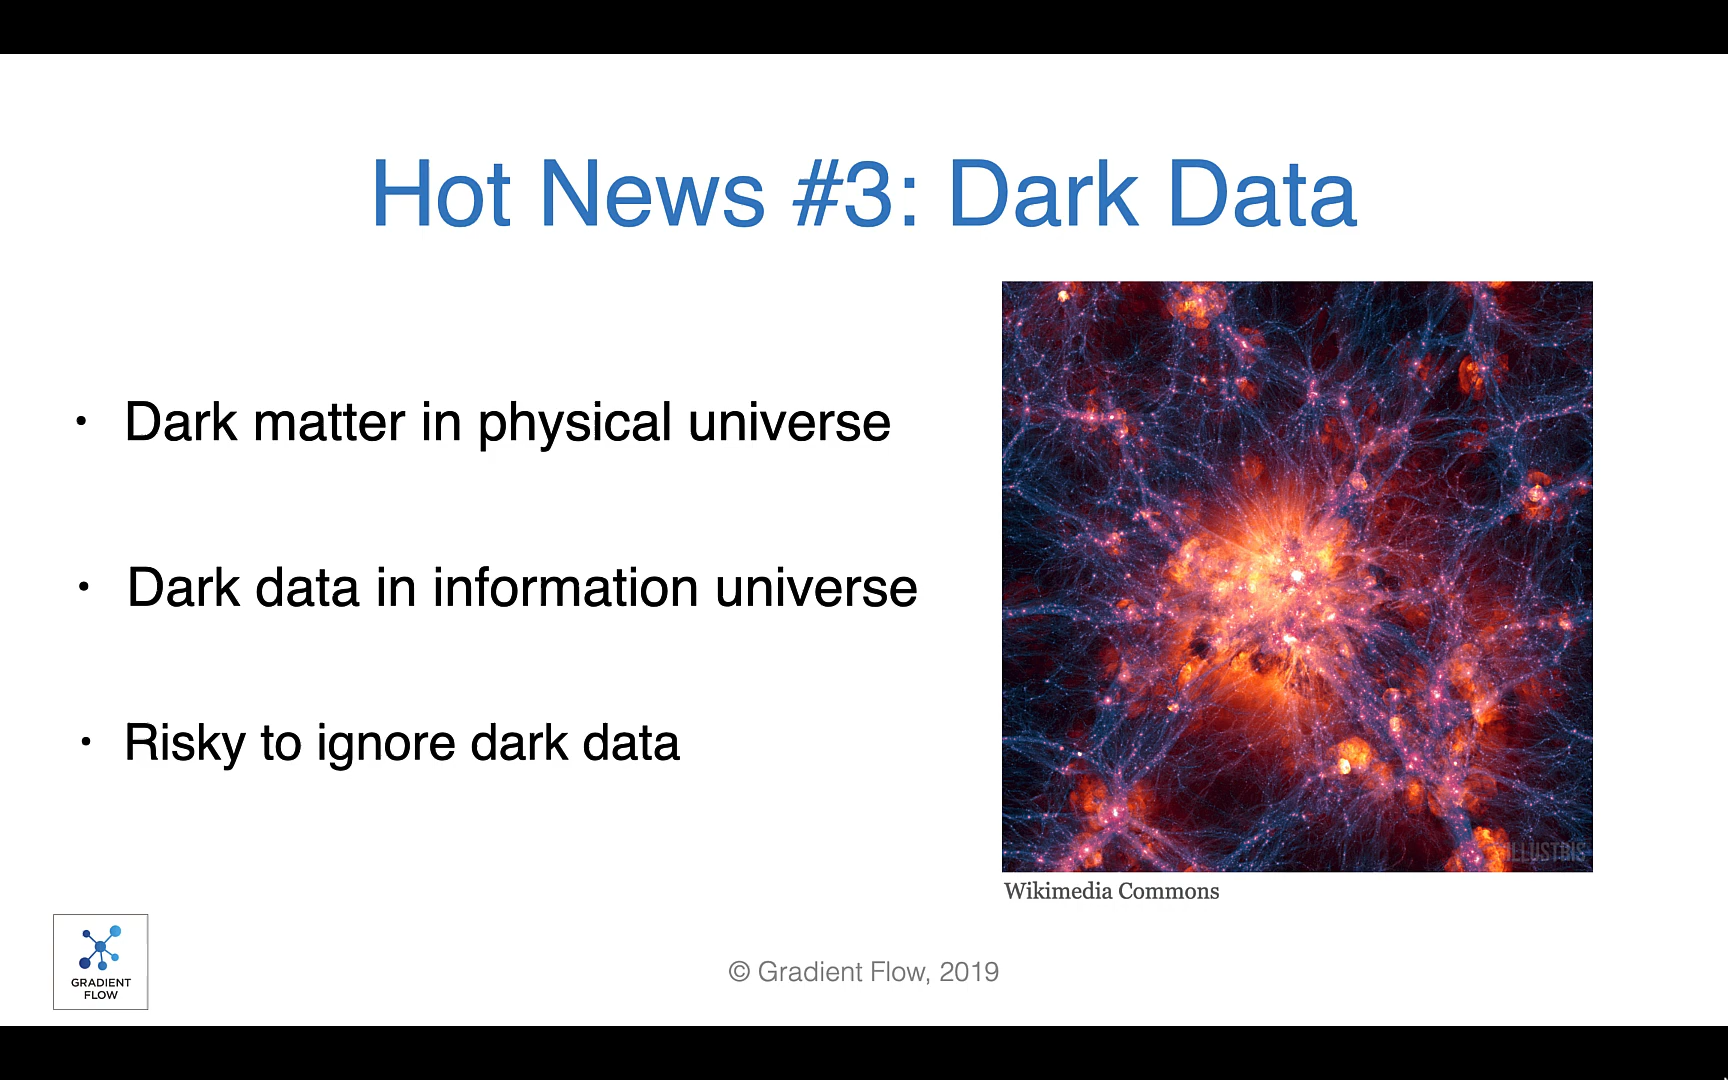 Hot News #3: Dark Data
• Dark matter in physical universe
• Dark data in information universe
• Risky to ignore dark data
ILLUSTRIS
Wikimedia Commons
GRADIENT
FLOW
© Gradient Flow, 2019